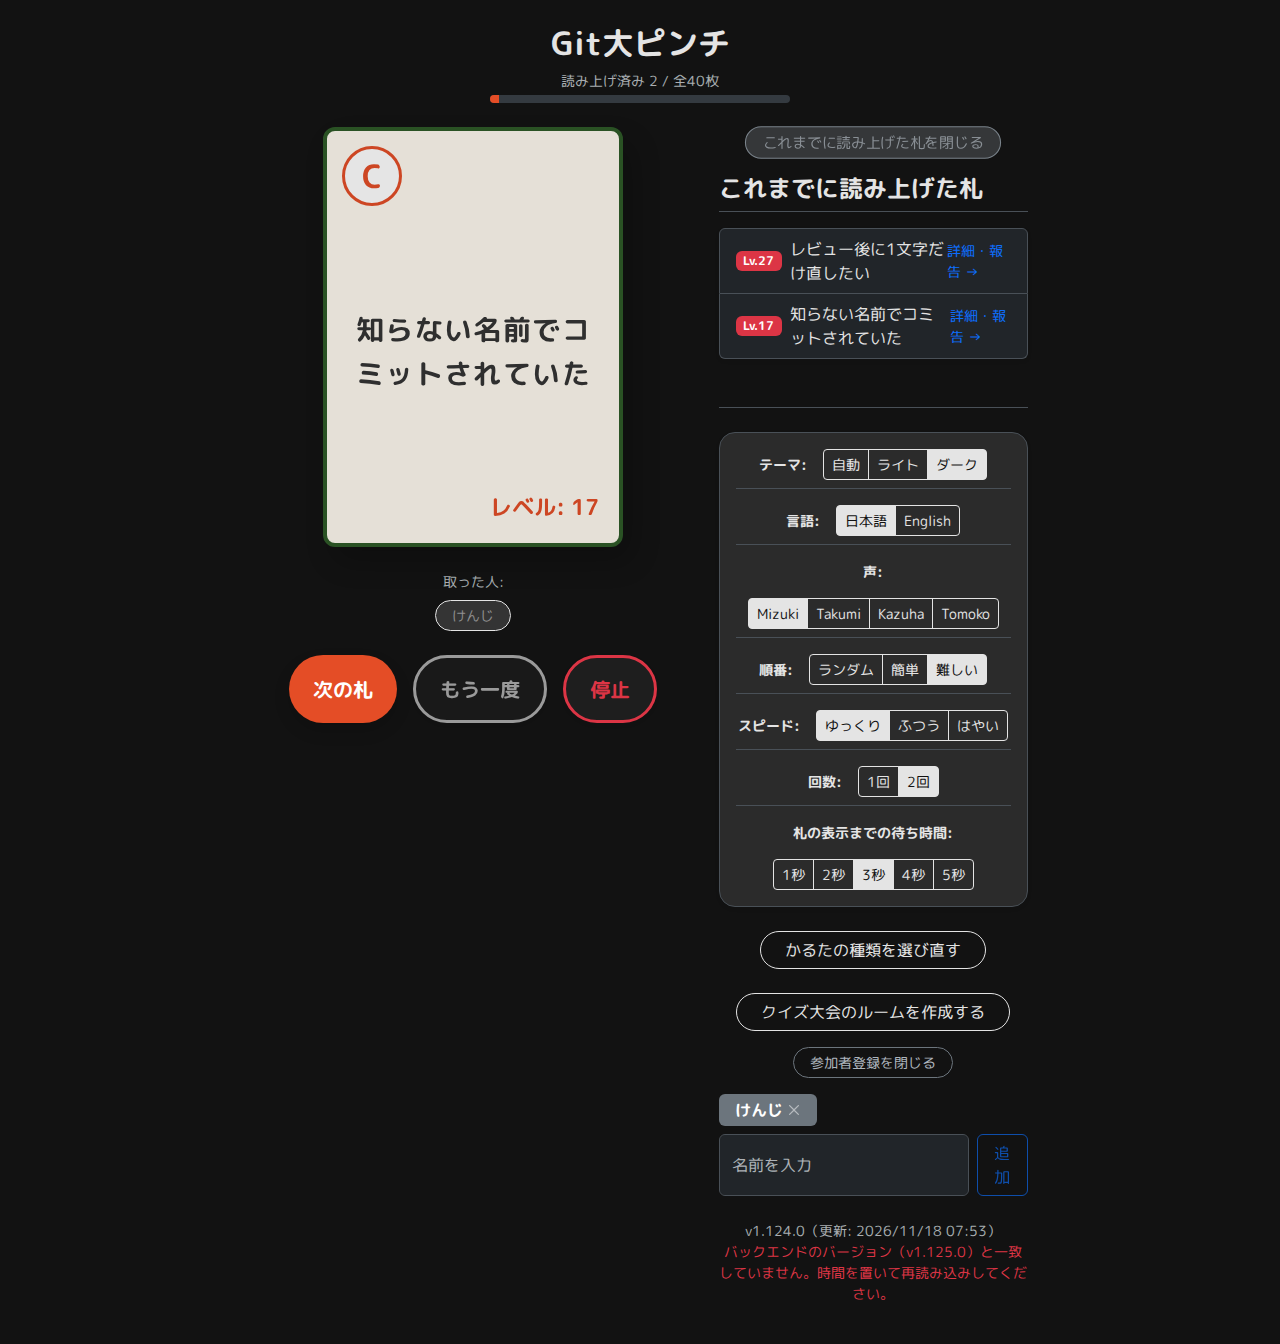 Git大ピンチ
読み上げ済み 2 / 全40枚
C
知らない名前でコ
ミットされていた
レベル: 17
取った人:
けんじ
次の札
もう一度
停止
これまでに読み上げた札を閉じる
これまでに読み上げた札
Lv.27 レビュー後に1文字だ
け直したい
詳細・報
告 →
Lv.17 知らない名前でコミ
ットされていた
詳細・報
告 →
テーマ: 自動 ライト ダーク
言語: 日本語 English
声:
Mizuki Takumi Kazuha Tomoko
順番: ランダム 簡単 難しい
スピード: ゆっくり ふつう はやい
回数: 1回 2回
札の表示までの待ち時間:
1秒 2秒 3秒 4秒 5秒
かるたの種類を選び直す
クイズ大会のルームを作成する
参加者登録を閉じる
けんじ ×
名前を入力
追
加
v1.124.0（更新: 2026/11/18 07:53）
バックエンドのバージョン（v1.125.0）と一致
していません。時間を置いて再読み込みしてくだ
さい。